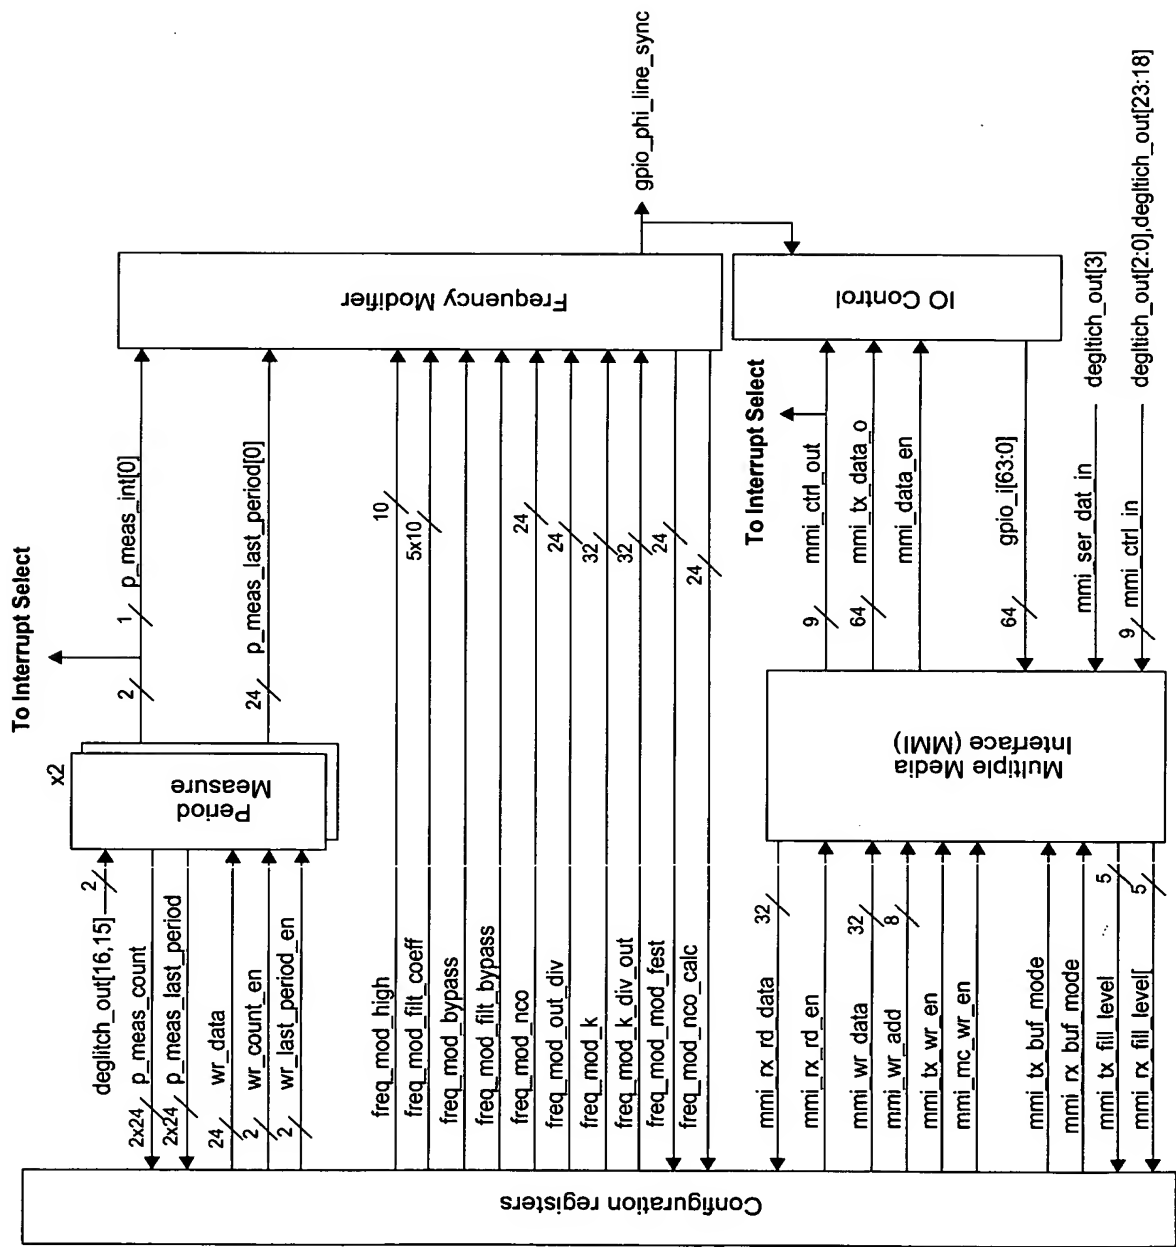 To Interrupt Select
x2
Period
Measure
deglitch_out[16,15]
2
2x24
p_meas_count
2x24
p_meas_last_period
24
wr_data
2
wr_count_en
2
wr_last_period_en
2
1
p_meas_int[0]
24
p_meas_last_period[0]
Frequency Modifier
gpio_phi_line_sync
freq_mod_high
10
freq_mod_filt_coeff
5x10
freq_mod_bypass
freq_mod_filt_bypass
freq_mod_nco
24
freq_mod_out_div
24
freq_mod_k
32
freq_mod_k_div_out
32
freq_mod_mod_fest
24
freq_mod_nco_calc
24
To Interrupt Select
IO Control
9
mmi_ctrl_out
64
mmi_tx_data_o
mmi_data_en
64
gpio_i[63:0]
mmi_ser_dat_in
degltich_out[3]
9
mmi_ctrl_in
degltich_out[2:0],degltich_out[23:18]
Multiple Media
Interface (MMI)
mmi_rx_rd_data
32
mmi_rx_rd_en
mmi_wr_data
32
mmi_wr_add
8
mmi_tx_wr_en
mmi_mc_wr_en
mmi_tx_buf_mode
mmi_rx_buf_mode
mmi_tx_fill_level
5
mmi_rx_fill_level[
5
Configuration registers